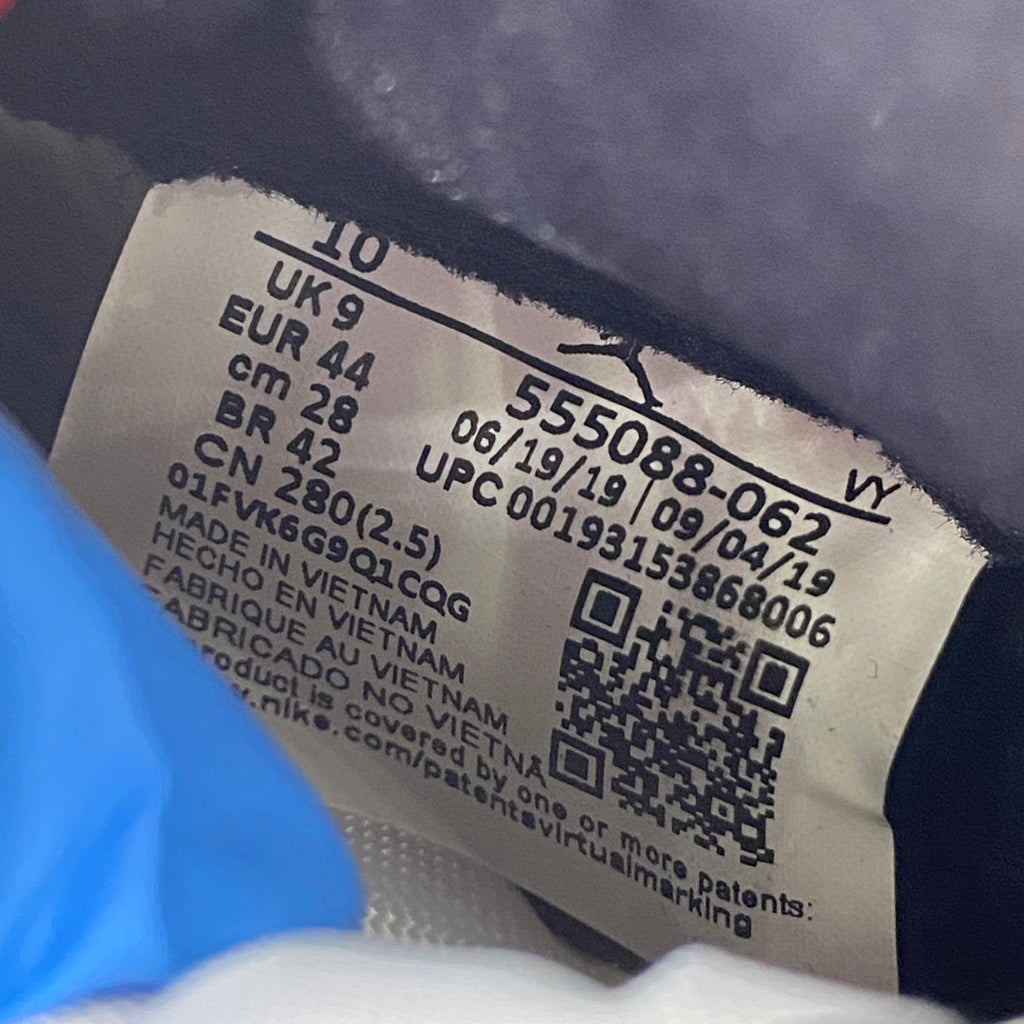 10
VY
UK 9
EUR 44
cm 28
BR 42
CN 280(2.5)
01FVK6G9Q1CQG
555088-062
06/19/19 | 09/04/19
UPC 00193153868006
MADE IN VIETNAM
HECHO EN VIETNAM
FABRIQUE AU VIETNAM
FABRICADO NO VIETNÃ
roduct is covered by one or more patents:
.nike.com/patentsvirtualmarking